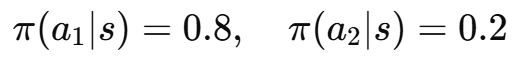 π(a₁|s) = 0.8,  π(a₂|s) = 0.2